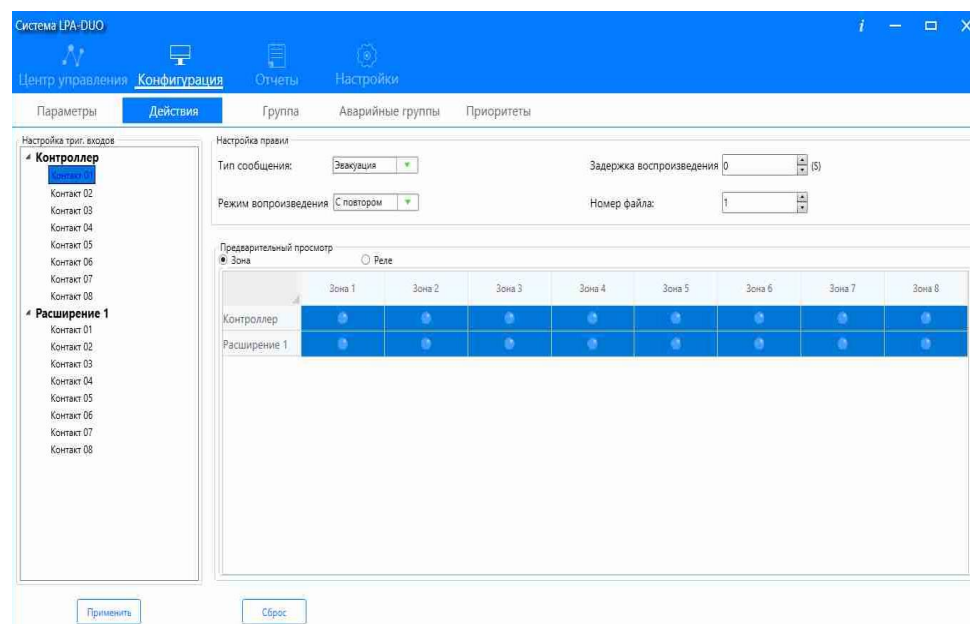 Система LPA-DUO
i
Центр управления Конфигурация Отчеты Настройки
Параметры Действия Группа Аварийные группы Приоритеты
Настройка триг. входов
Контроллер
Контакт 01
Контакт 02
Контакт 03
Контакт 04
Контакт 05
Контакт 06
Контакт 07
Контакт 08
Расширение 1
Контакт 01
Контакт 02
Контакт 03
Контакт 04
Контакт 05
Контакт 06
Контакт 07
Контакт 08
Настройка правил
Тип сообщения: Эвакуация Задержка воспроизведения 0 (S)
Режим вопроизведения С повтором Номер файла: 1
Предварительный просмотр
Зона Реле
Зона 1 Зона 2 Зона 3 Зона 4 Зона 5 Зона 6 Зона 7 Зона 8
Контроллер
Расширение 1
Применить Сброс